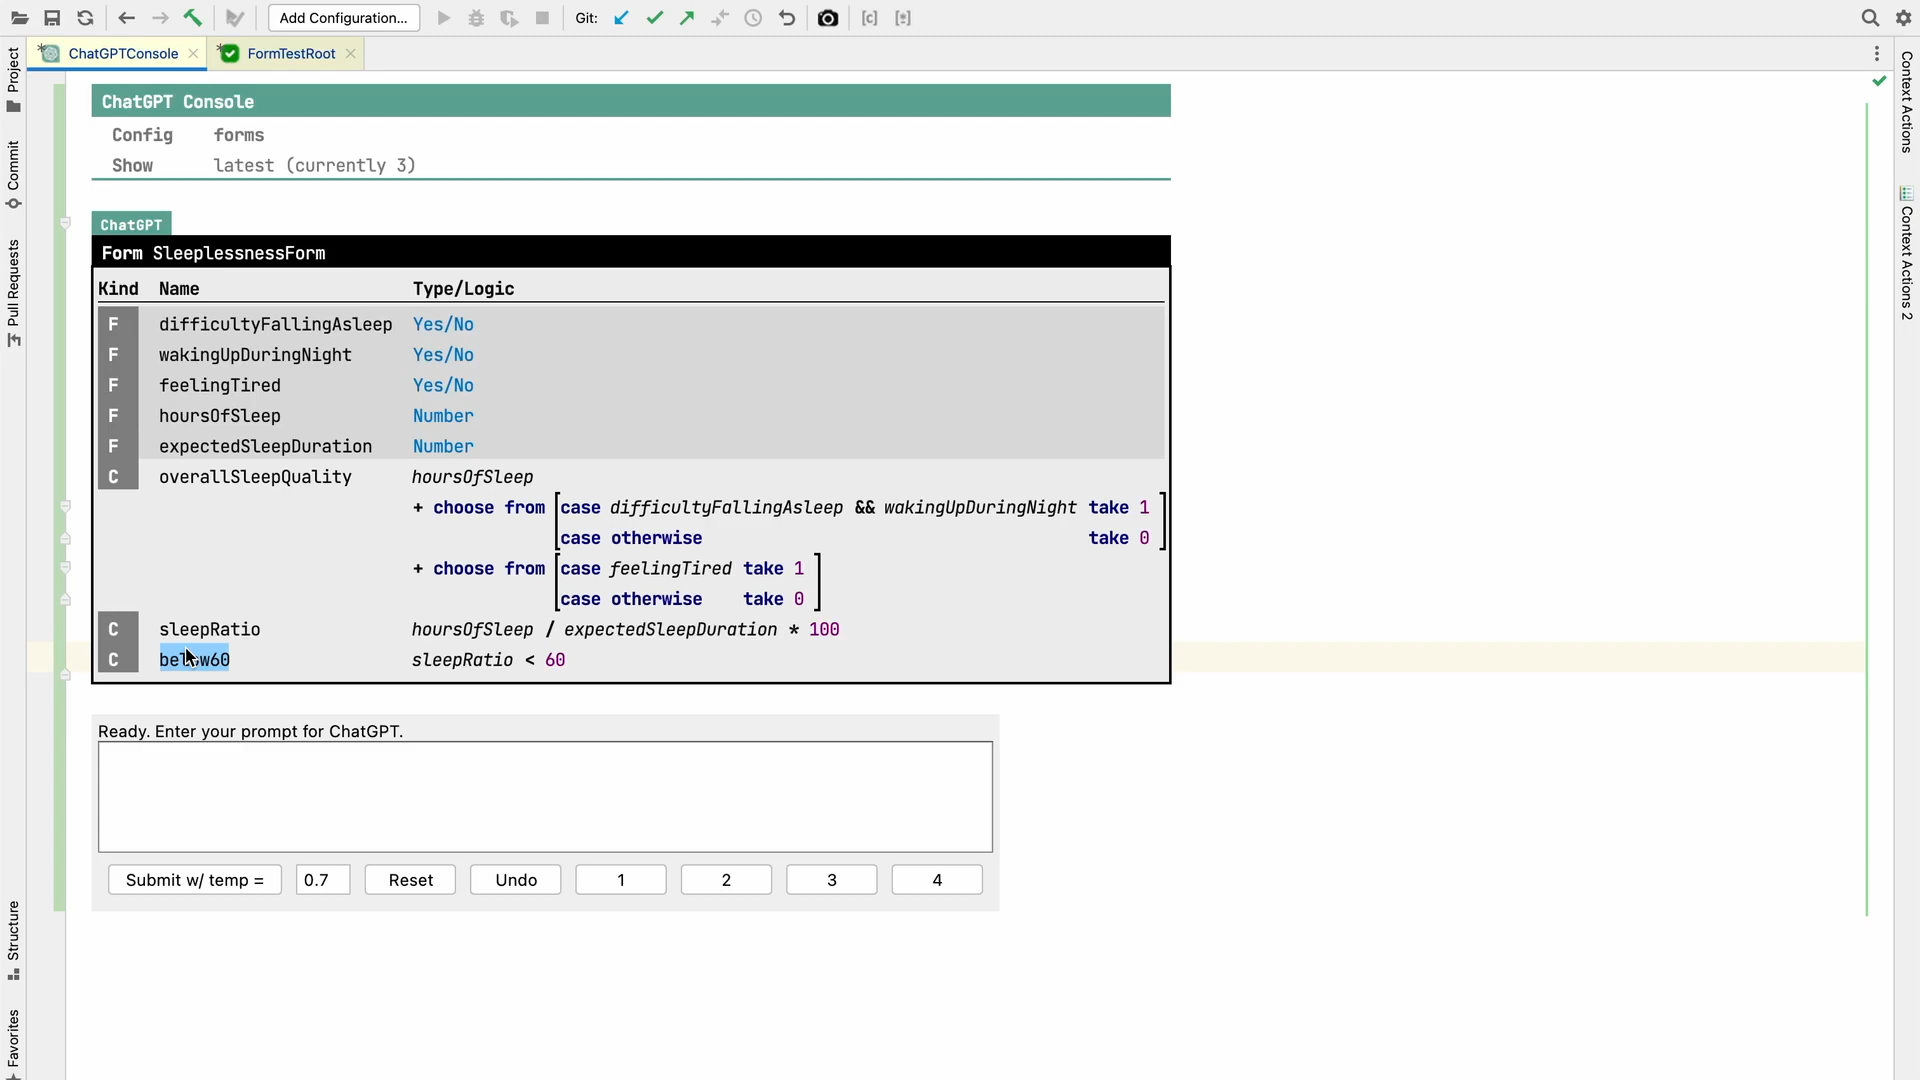 Add Configuration...
Git:
ChatGPTConsole
FormTestRoot
Project
Commit
Pull Requests
Structure
Favorites
Context Actions
Context Actions 2
ChatGPT Console
Config forms
Show latest (currently 3)
ChatGPT
Form SleeplessnessForm
Kind Name Type/Logic
F difficultyFallingAsleep Yes/No
F wakingUpDuringNight Yes/No
F feelingTired Yes/No
F hoursOfSleep Number
F expectedSleepDuration Number
C overallSleepQuality hoursOfSleep
+ choose from [case difficultyFallingAsleep && wakingUpDuringNight take 1]
case otherwise take 0
+ choose from [case feelingTired take 1]
case otherwise take 0
C sleepRatio hoursOfSleep / expectedSleepDuration * 100
C below60 sleepRatio < 60
Ready. Enter your prompt for ChatGPT.
Submit w/ temp = 0.7 Reset Undo 1 2 3 4